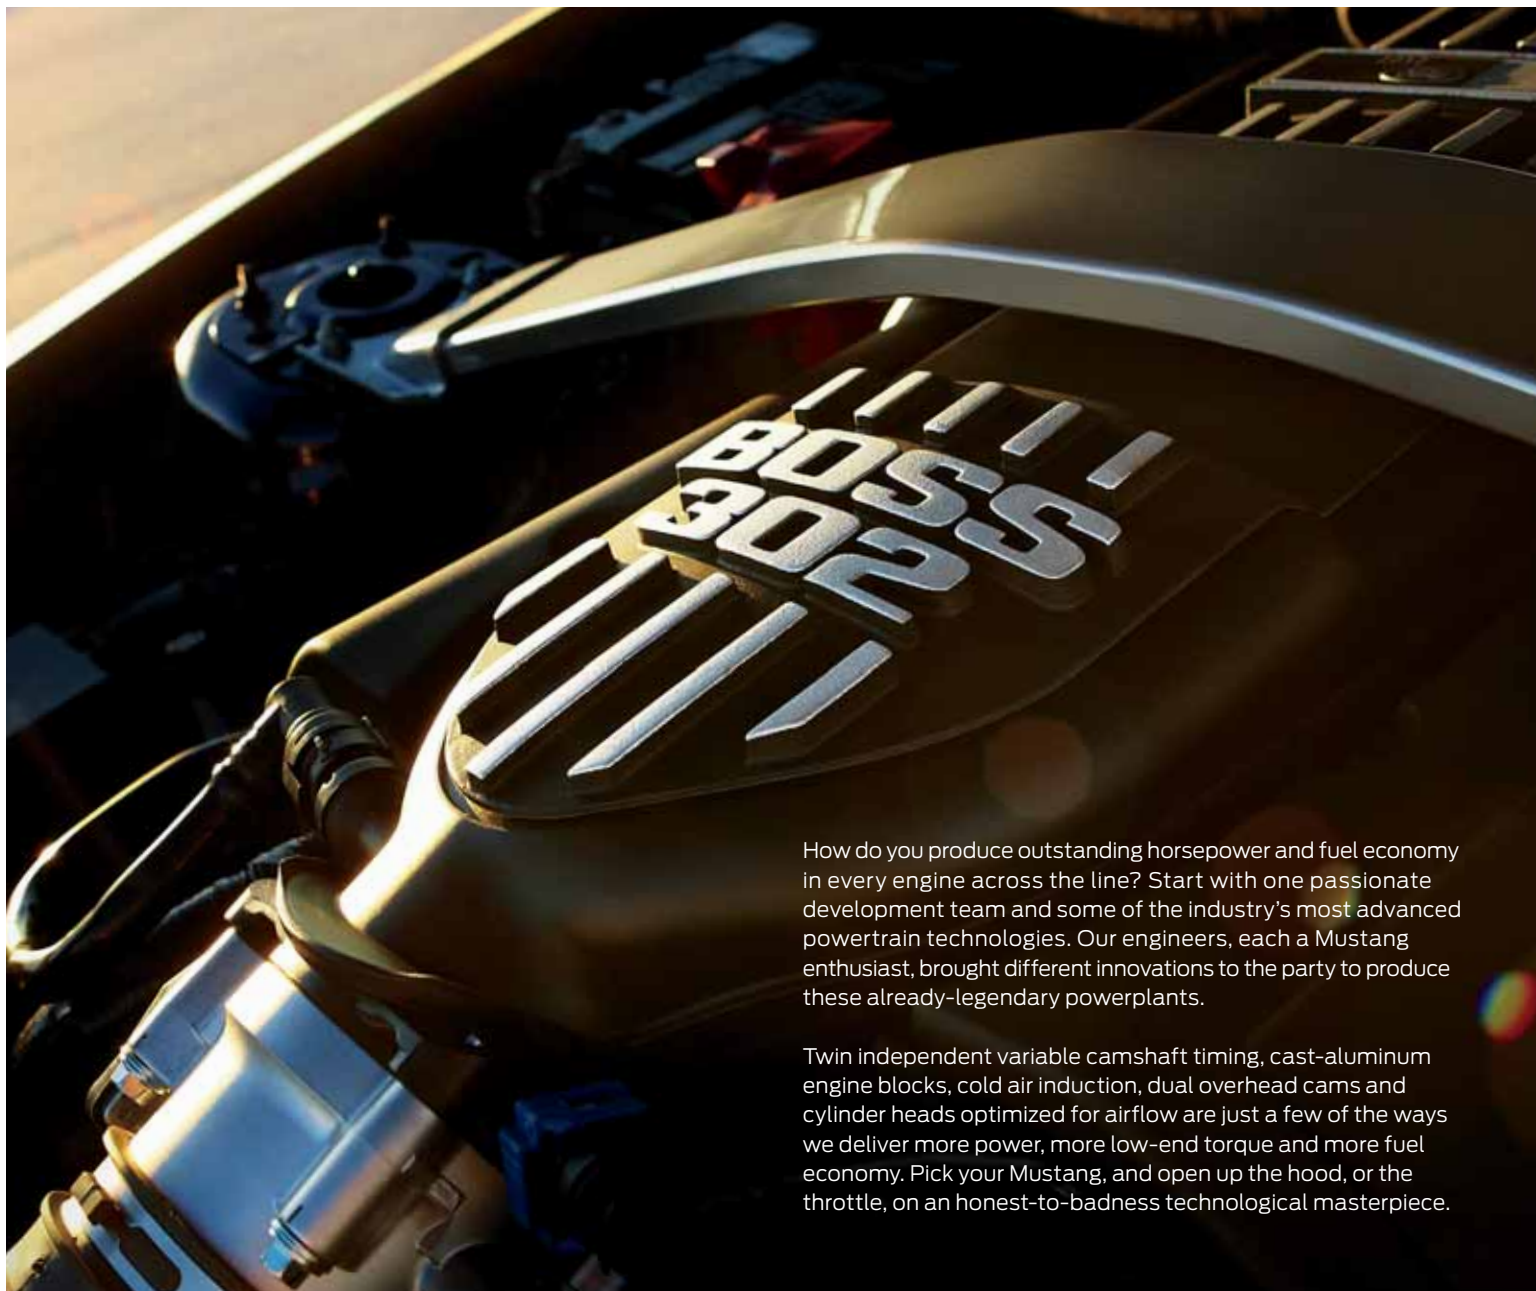 BOSS
302
How do you produce outstanding horsepower and fuel economy
in every engine across the line? Start with one passionate
development team and some of the industry’s most advanced
powertrain technologies. Our engineers, each a Mustang
enthusiast, brought different innovations to the party to produce
these already-legendary powerplants.
Twin independent variable camshaft timing, cast-aluminum
engine blocks, cold air induction, dual overhead cams and
cylinder heads optimized for airflow are just a few of the ways
we deliver more power, more low-end torque and more fuel
economy. Pick your Mustang, and open up the hood, or the
throttle, on an honest-to-badness technological masterpiece.